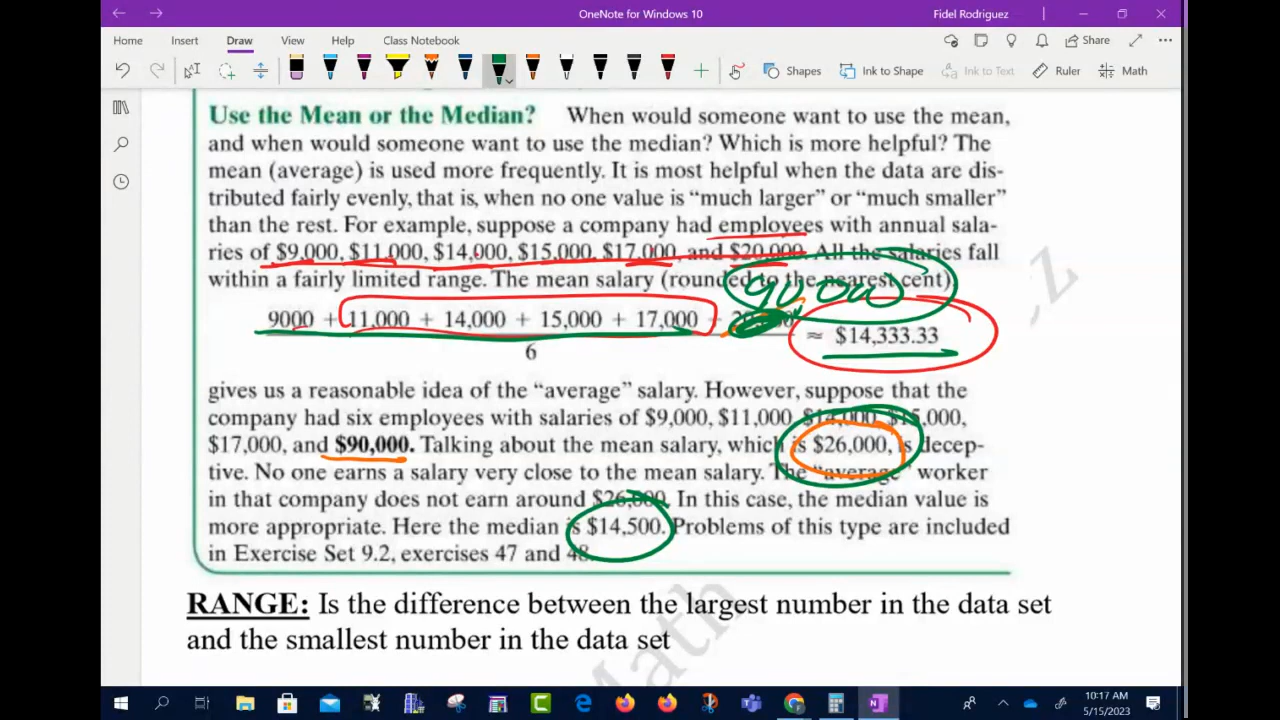 OneNote for Windows 10
Fidel Rodriguez
Home Insert Draw View Help Class Notebook
Share
Shapes Ink to Shape Ink to Text Ruler Math
Use the Mean or the Median? When would someone want to use the mean,
and when would someone want to use the median? Which is more helpful? The
mean (average) is used more frequently. It is most helpful when the data are dis-
tributed fairly evenly, that is, when no one value is "much larger" or "much smaller"
than the rest. For example, suppose a company had employees with annual sala-
ries of $9,000, $11,000, $14,000, $15,000, $17,000, and $20,000. All the salaries fall
within a fairly limited range. The mean salary (rounded to the nearest cent)
90,000
9000 + 11,000 + 14,000 + 15,000 + 17,000
≈ $14,333.33
6
gives us a reasonable idea of the "average" salary. However, suppose that the
company had six employees with salaries of $9,000, $11,000, $14,000, $15,000,
$17,000, and $90,000. Talking about the mean salary, which is $26,000, is decep-
tive. No one earns a salary very close to the mean salary. The "average" worker
in that company does not earn around $26,000. In this case, the median value is
more appropriate. Here the median is $14,500. Problems of this type are included
in Exercise Set 9.2, exercises 47 and 48.
RANGE: Is the difference between the largest number in the data set
and the smallest number in the data set
Math
10:17 AM
5/15/2023